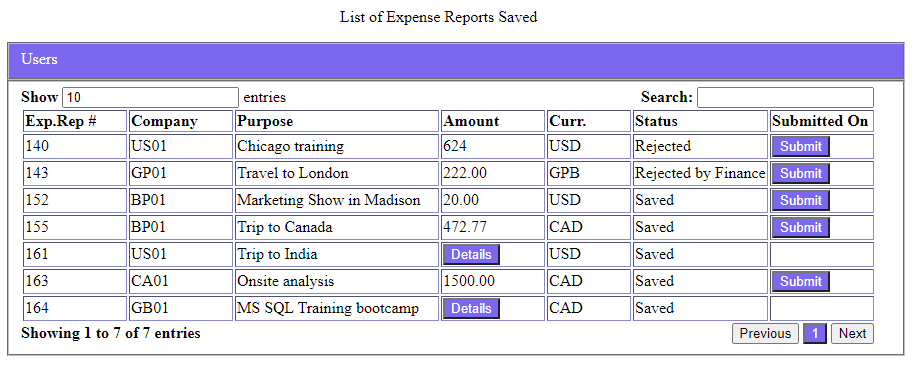 List of Expense Reports Saved
Users
Show 10 entries Search:
Exp.Rep # Company Purpose Amount Curr. Status Submitted On
140 US01 Chicago training 624 USD Rejected Submit
143 GP01 Travel to London 222.00 GPB Rejected by Finance Submit
152 BP01 Marketing Show in Madison 20.00 USD Saved Submit
155 BP01 Trip to Canada 472.77 CAD Saved Submit
161 US01 Trip to India Details USD Saved
163 CA01 Onsite analysis 1500.00 CAD Saved Submit
164 GB01 MS SQL Training bootcamp Details CAD Saved
Showing 1 to 7 of 7 entries Previous 1 Next